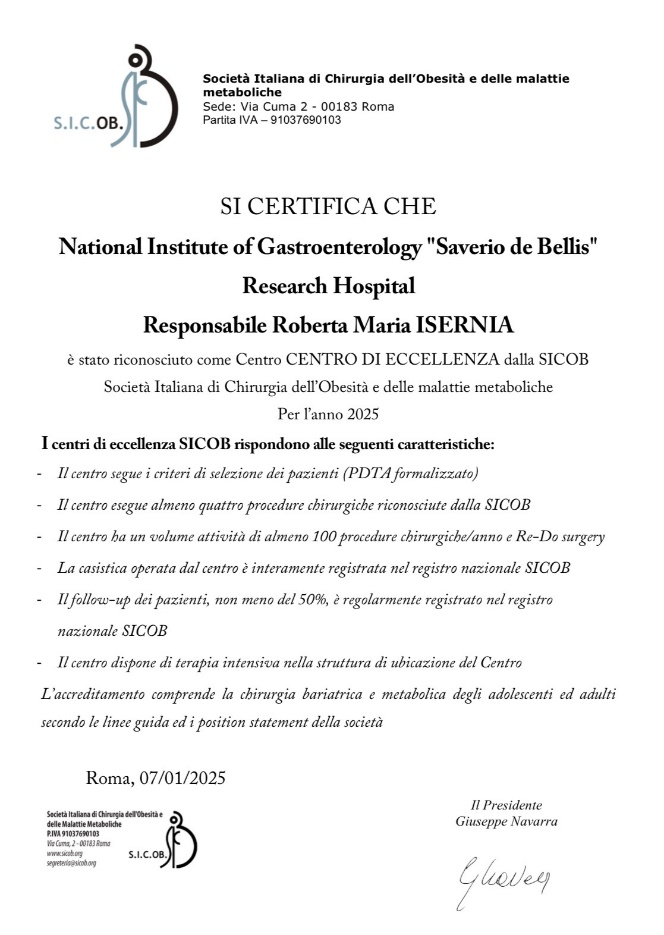 S.I.C.OB.
Società Italiana di Chirurgia dell'Obesità e delle malattie
metaboliche
Sede: Via Cuma 2 - 00183 Roma
Partita IVA – 91037690103
SI CERTIFICA CHE
National Institute of Gastroenterology "Saverio de Bellis"
Research Hospital
Responsabile Roberta Maria ISERNIA
è stato riconosciuto come Centro CENTRO DI ECCELLENZA dalla SICOB
Società Italiana di Chirurgia dell'Obesità e delle malattie metaboliche
Per l'anno 2025
I centri di eccellenza SICOB rispondono alle seguenti caratteristiche:
- Il centro segue i criteri di selezione dei pazienti (PDTA formalizzato)
- Il centro esegue almeno quattro procedure chirurgiche riconosciute dalla SICOB
- Il centro ha un volume attività di almeno 100 procedure chirurgiche/anno e Re-Do surgery
- La casistica operata dal centro è interamente registrata nel registro nazionale SICOB
- Il follow-up dei pazienti, non meno del 50%, è regolarmente registrato nel registro
nazionale SICOB
- Il centro dispone di terapia intensiva nella struttura di ubicazione del Centro
L'accreditamento comprende la chirurgia bariatrica e metabolica degli adolescenti ed adulti
secondo le linee guida ed i position statement della società
Roma, 07/01/2025
Società Italiana di Chirurgia dell'Obesità e
delle Malattie Metaboliche
P.IVA 91037690103
Via Cuma, 2 - 00183 Roma
www.sicob.org
segreteria@sicob.org
S.I.C.OB.
Il Presidente
Giuseppe Navarra